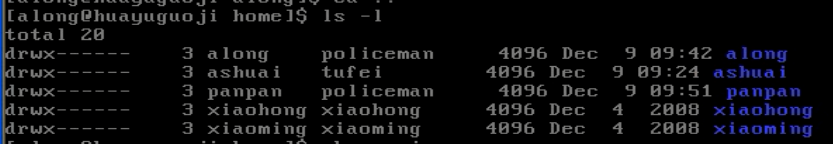 [along@huayuguoji home]$ ls -l
total 20
drwx------ 3 along policeman 4096 Dec 9 09:42 along
drwx------ 3 ashuai tufei 4096 Dec 9 09:24 ashuai
drwx------ 3 panpan policeman 4096 Dec 9 09:51 panpan
drwx------ 3 xiaohong xiaohong 4096 Dec 4 2008 xiaohong
drwx------ 3 xiaoming xiaoming 4096 Dec 4 2008 xiaoming